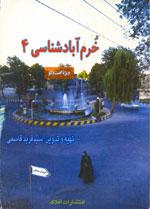 خرم‌آبادشناسی ۴
تهیه و تدوین: سیدفرید قاسمی
انتشارات افلاک